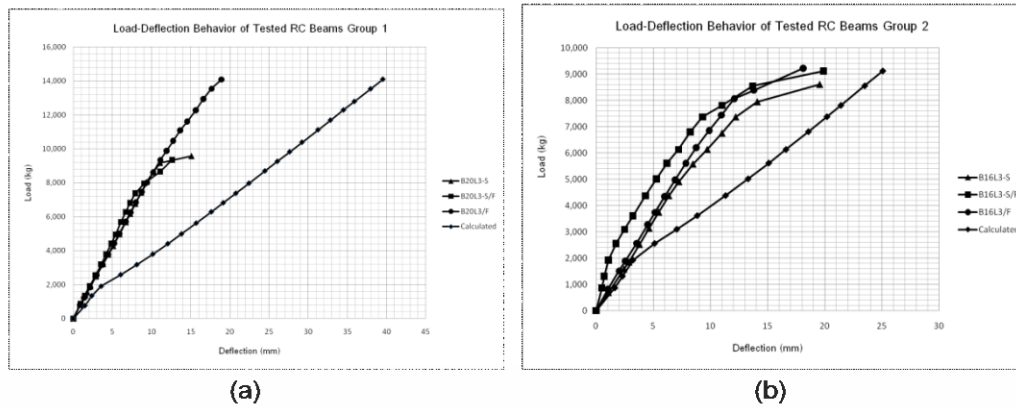 Load-Deflection Behavior of Tested RC Beams Group 1
16,000
14,000
12,000
10,000
8,000
6,000
4,000
2,000
0
Load (kg)
0 5 10 15 20 25 30 35 40 45
Deflection (mm)
B20L3-S
B20L3-S/F
B20L3/F
Calculated
(a)
Load-Deflection Behavior of Tested RC Beams Group 2
10,000
9,000
8,000
7,000
6,000
5,000
4,000
3,000
2,000
1,000
0
Load (kg)
0 5 10 15 20 25 30
Deflection (mm)
B16L3-S
B16L3-S/F
B16L3/F
Calculated
(b)